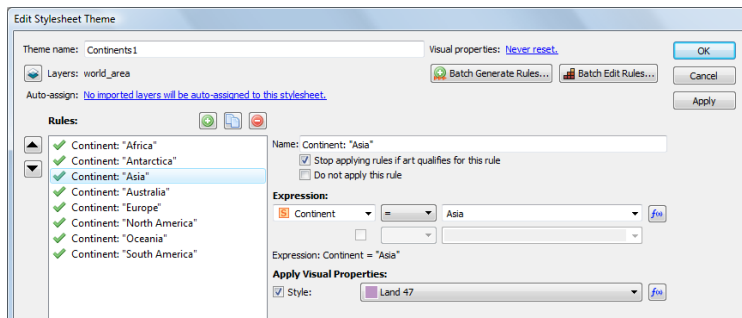 Edit Stylesheet Theme
Theme name: Continents1 Visual properties: Never reset. OK
Layers: world_area Batch Generate Rules... Batch Edit Rules... Cancel
Auto-assign: No imported layers will be auto-assigned to this stylesheet. Apply
Rules:
Continent: "Africa"
Continent: "Antarctica"
Continent: "Asia"
Continent: "Australia"
Continent: "Europe"
Continent: "North America"
Continent: "Oceania"
Continent: "South America"
Name: Continent: "Asia"
Stop applying rules if art qualifies for this rule
Do not apply this rule
Expression:
S Continent = Asia f(x)
Expression: Continent = "Asia"
Apply Visual Properties:
Style: Land 47 f(x)